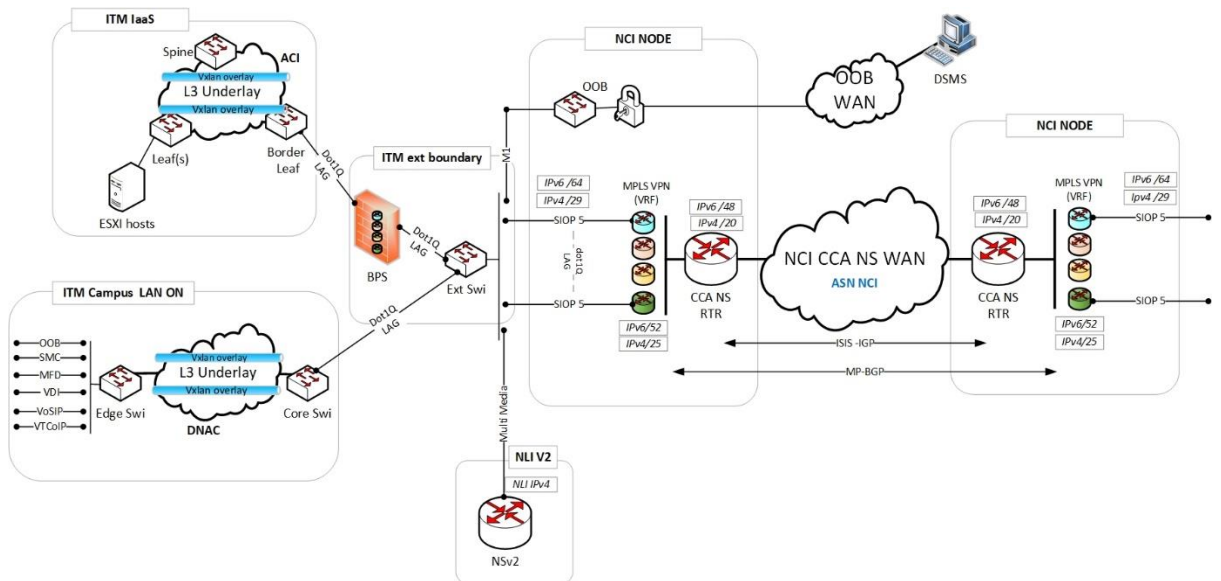 ITM IaaS
Spine
ACI
Vxlan overlay
L3 Underlay
Vxlan overlay
Leaf(s)
Border
Leaf
ESXI hosts
Dot1Q
LAG
ITM ext boundary
BPS
Dot1Q
LAG
Ext Swi
Dot1Q
LAG
ITM Campus LAN ON
OOB
SMC
MFD
VDI
VoSIP
VTCoIP
Edge Swi
Vxlan overlay
L3 Underlay
Vxlan overlay
DNAC
Core Swi
NCI NODE
OOB
M1
IPv6 /64
IPv4 /29
SIOP 5
dot1Q
LAG
SIOP 5
MPLS VPN
(VRF)
IPv6 /48
IPv4 /20
CCA NS
RTR
IPv6/52
IPv4/25
Multi Media
NLI V2
NLI IPv4
NSv2
OOB
WAN
DSMS
NCI CCA NS WAN
ASN NCI
ISIS -IGP
MP-BGP
NCI NODE
IPv6 /48
IPv4 /20
CCA NS
RTR
MPLS VPN
(VRF)
IPv6 /64
Ipv4 /29
SIOP 5
SIOP 5
IPv6/52
IPv4/25